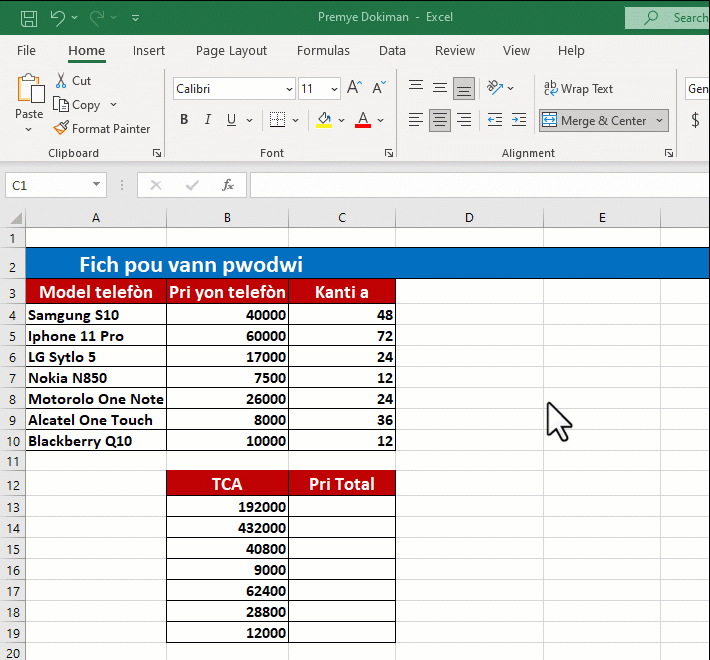 Premye Dokiman - Excel
Search
File Home Insert Page Layout Formulas Data Review View Help
Paste
Cut
Copy
Format Painter
Clipboard
Calibri 11
A A
B I U A
Font
ab Wrap Text
Merge & Center
Alignment
Gen
$
C1 fx
A B C D E
1
2 Fich pou vann pwodwi
3 Model telefòn Pri yon telefòn Kanti a
4 Samgung S10 40000 48
5 Iphone 11 Pro 60000 72
6 LG Sytlo 5 17000 24
7 Nokia N850 7500 12
8 Motorolo One Note 26000 24
9 Alcatel One Touch 8000 36
10 Blackberry Q10 10000 12
11
12 TCA Pri Total
13 192000
14 432000
15 40800
16 9000
17 62400
18 28800
19 12000
20